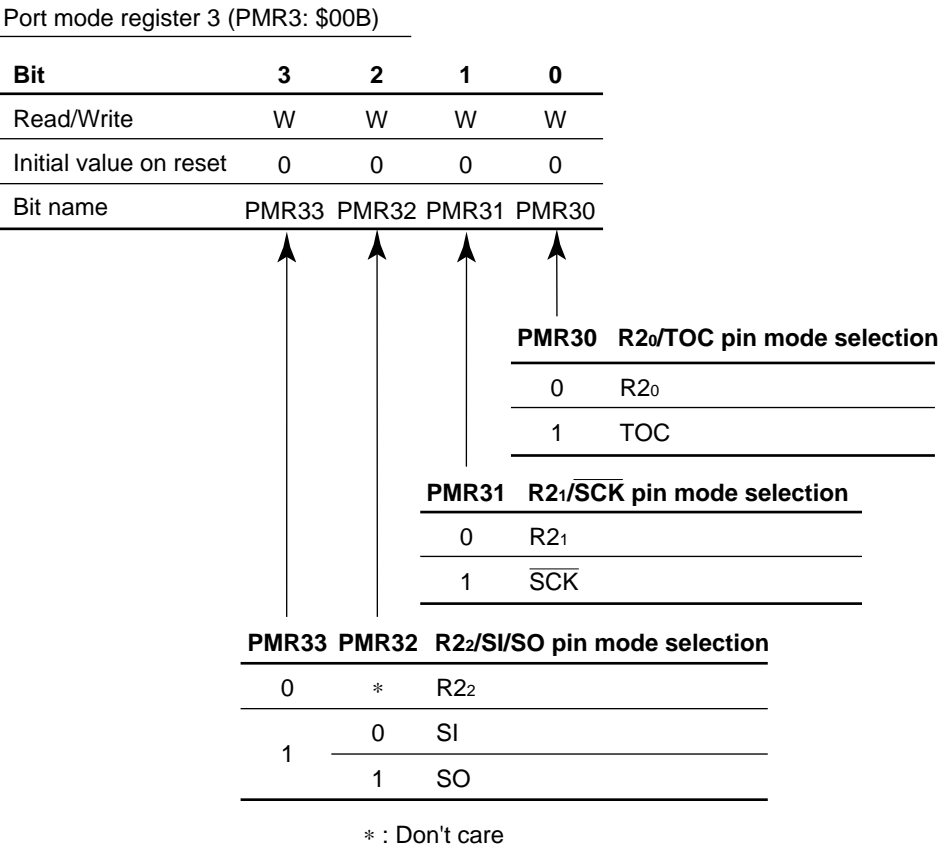 Port mode register 3 (PMR3: $00B)
Bit 3 2 1 0
Read/Write W W W W
Initial value on reset 0 0 0 0
Bit name PMR33 PMR32 PMR31 PMR30
PMR30 R2₀/TOC pin mode selection
0 R2₀
1 TOC
PMR31 R2₁/S̅C̅K̅ pin mode selection
0 R2₁
1 S̅C̅K̅
PMR33 PMR32 R2₂/SI/SO pin mode selection
0 * R2₂
1 0 SI
1 SO
* : Don't care